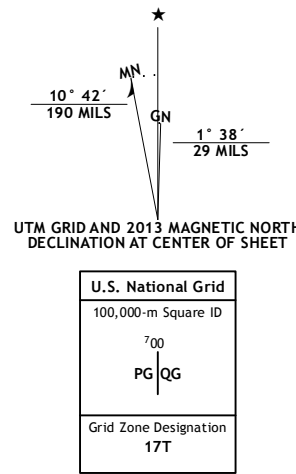 ★
MN
10° 42´
190 MILS
GN
1° 38´
29 MILS
UTM GRID AND 2013 MAGNETIC NORTH
DECLINATION AT CENTER OF SHEET
U.S. National Grid
100,000-m Square ID
⁷00
PG QG
Grid Zone Designation
17T